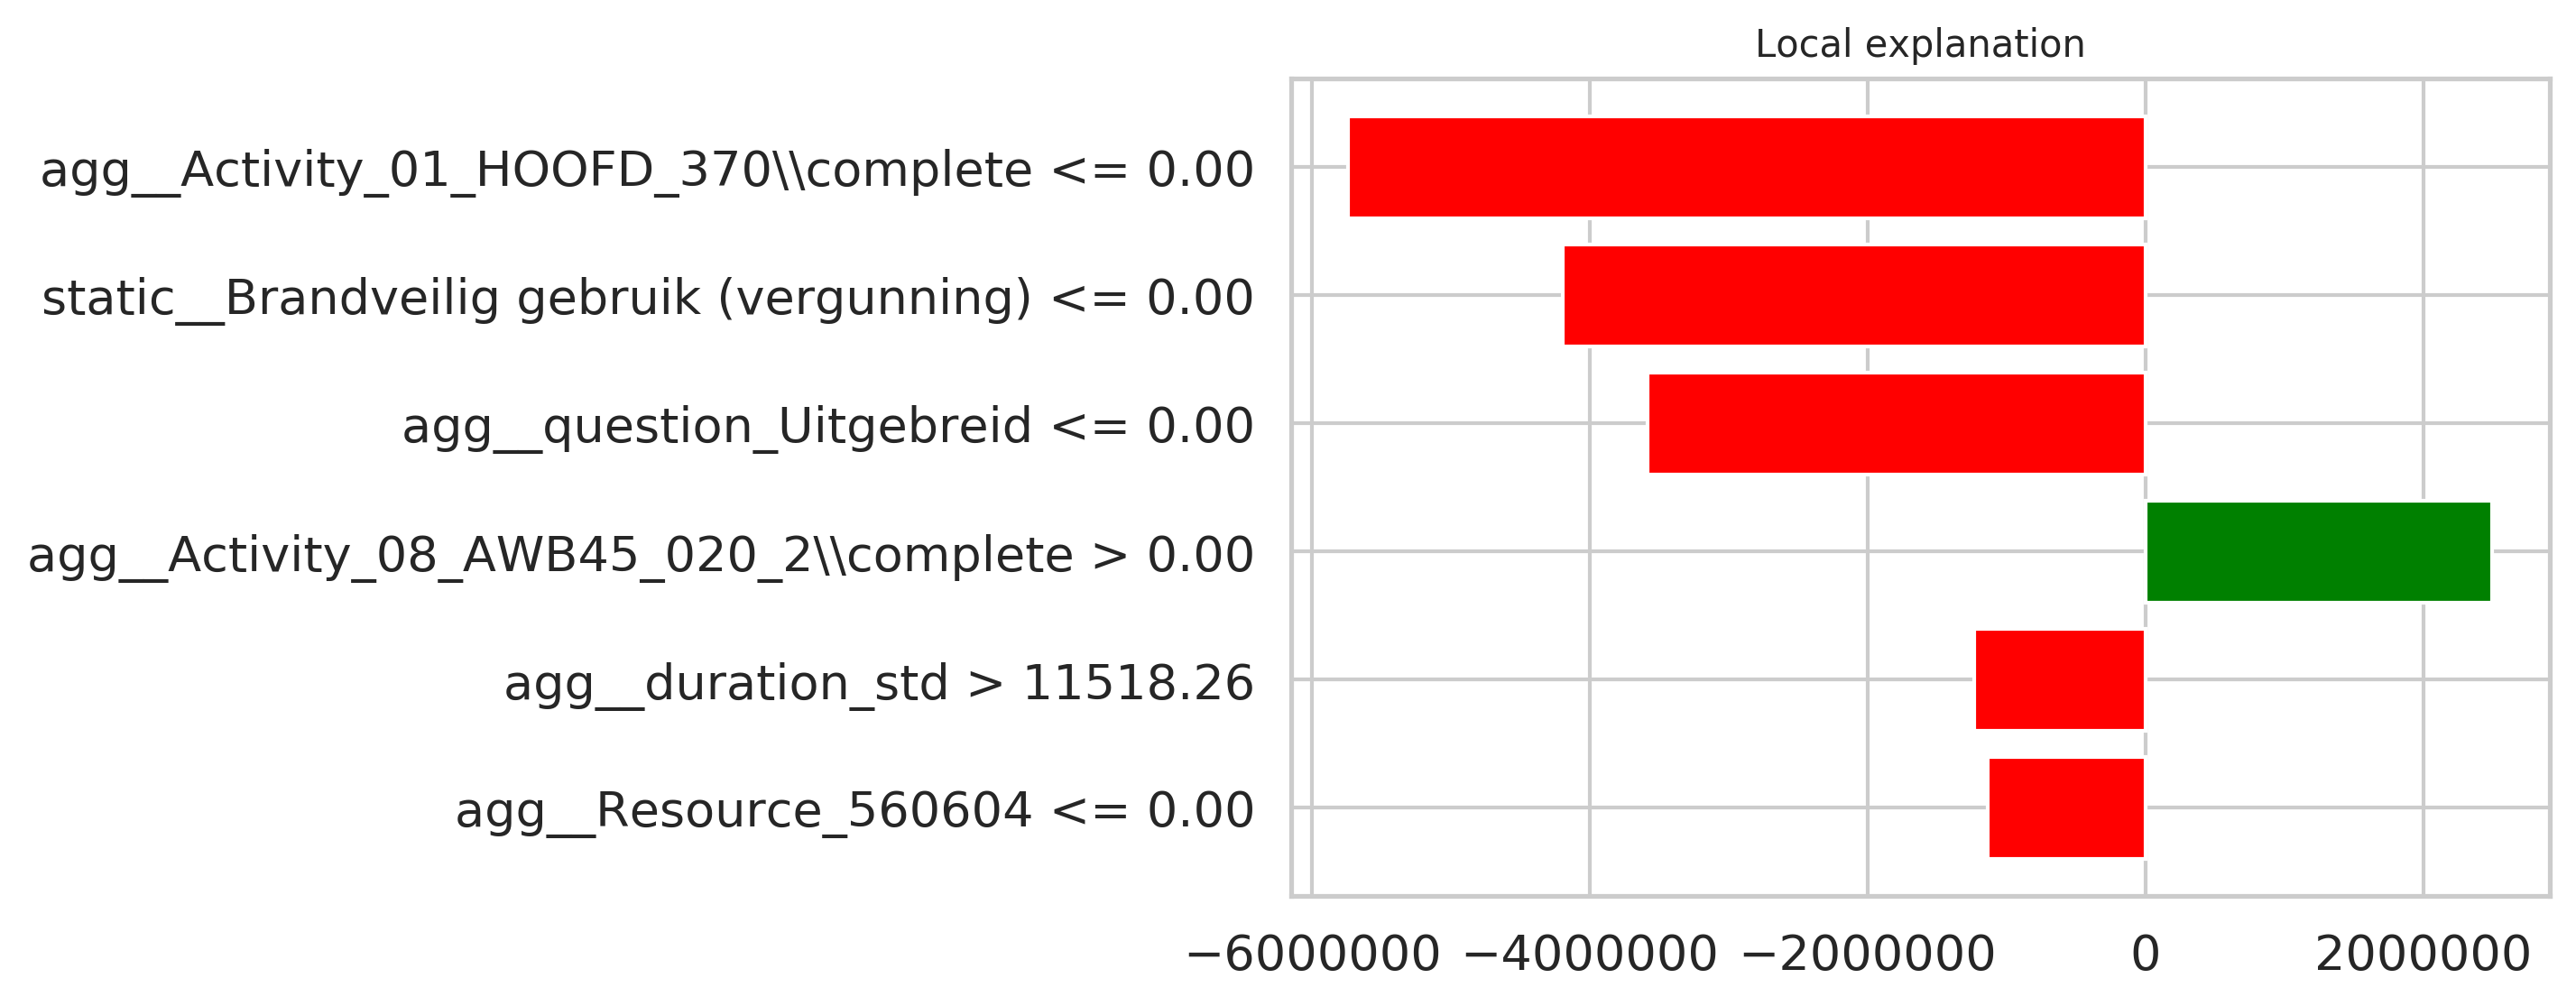 Local explanation
agg__Activity_01_HOOFD_370\\complete <= 0.00
static__Brandveilig gebruik (vergunning) <= 0.00
agg__question_Uitgebreid <= 0.00
agg__Activity_08_AWB45_020_2\\complete > 0.00
agg__duration_std > 11518.26
agg__Resource_560604 <= 0.00
−6000000 −4000000 −2000000 0 2000000